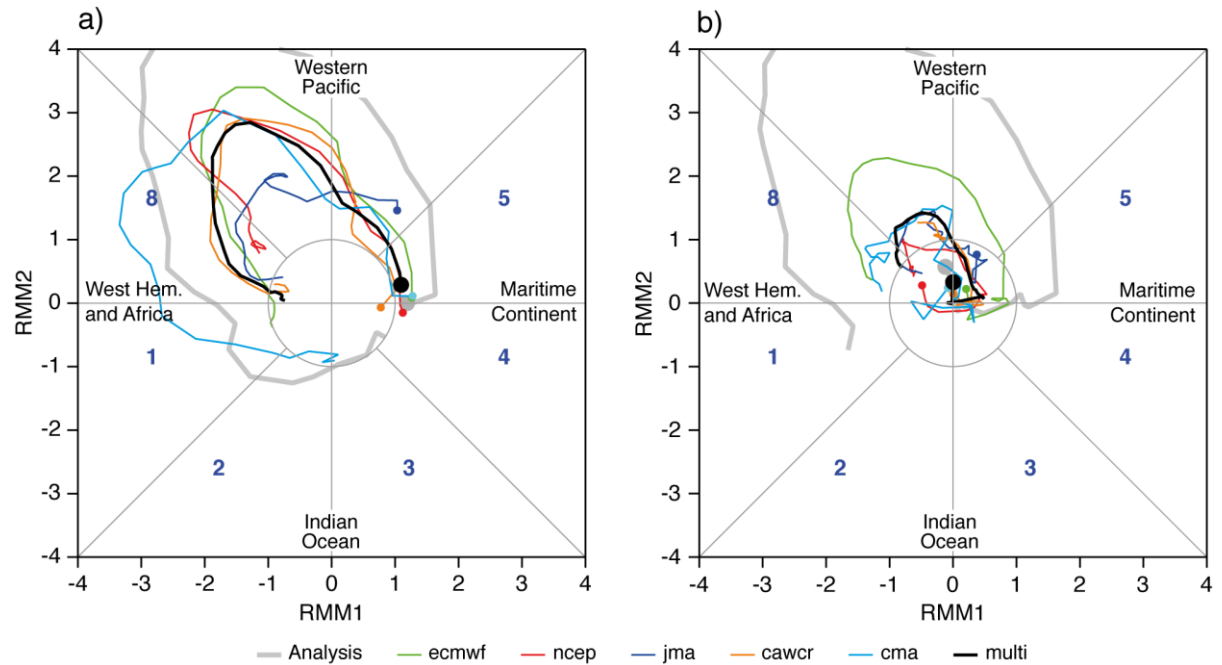 a)
4
3
2
1
0
-1
-2
-3
-4
RMM2
Western
Pacific
8
5
West Hem.
and Africa
Maritime
Continent
1
4
2
3
Indian
Ocean
-4 -3 -2 -1 0 1 2 3 4
RMM1
b)
4
3
2
1
0
-1
-2
-3
-4
RMM2
Western
Pacific
8
5
West Hem.
and Africa
Maritime
Continent
1
4
2
3
Indian
Ocean
-4 -3 -2 -1 0 1 2 3 4
RMM1
Analysis ecmwf ncep jma cawcr cma multi